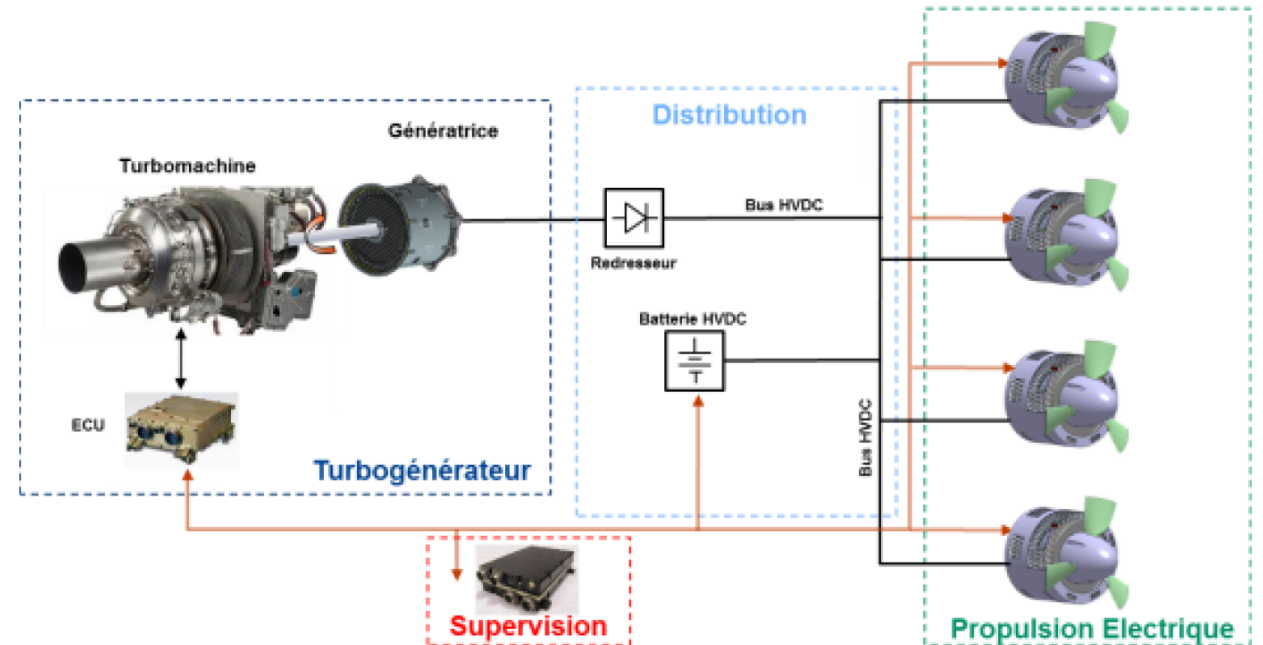 Distribution
Génératrice
Turbomachine
Bus HVDC
Redresseur
Batterie HVDC
ECU
Bus HVDC
Turbogénérateur
Supervision
Propulsion Electrique